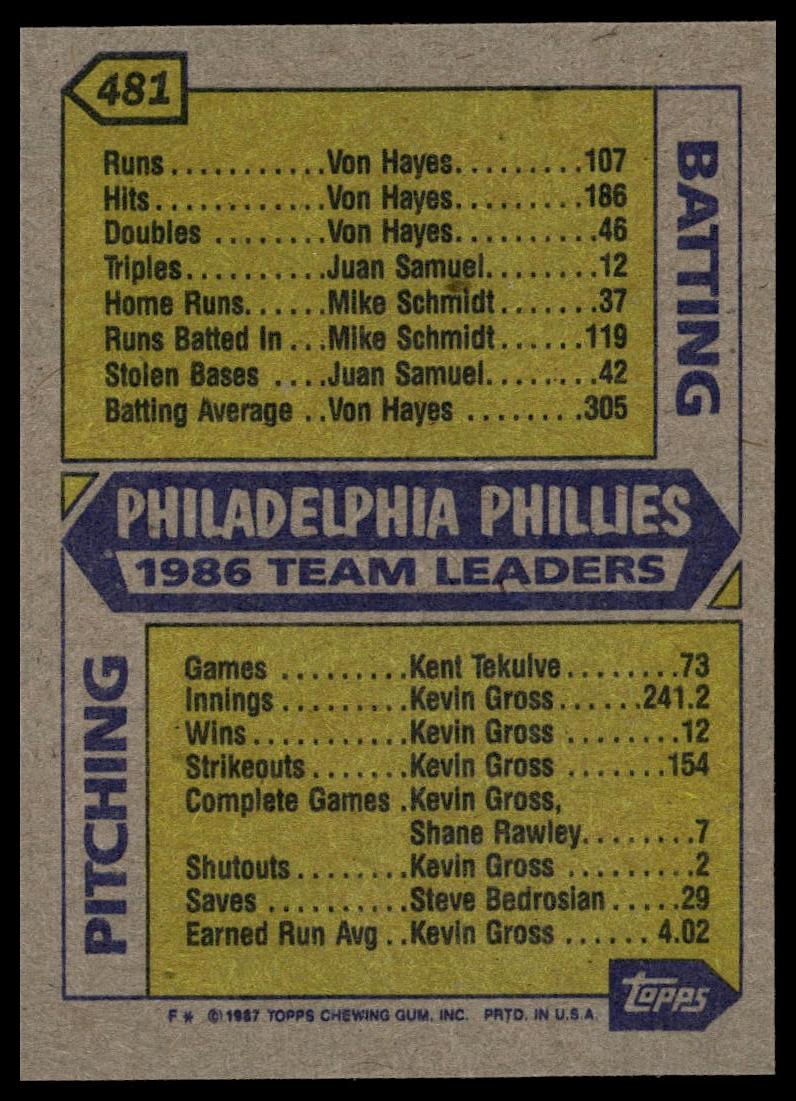 481
BATTING
Runs...........Von Hayes.........107
Hits............Von Hayes.........186
Doubles ........Von Hayes.........46
Triples..........Juan Samuel........12
Home Runs......Mike Schmidt.......37
Runs Batted In ...Mike Schmidt......119
Stolen Bases ....Juan Samuel........42
Batting Average ..Von Hayes ........305
PHILADELPHIA PHILLIES
1986 TEAM LEADERS
PITCHING
Games .........Kent Tekulve........73
Innings.........Kevin Gross......241.2
Wins...........Kevin Gross ........12
Strikeouts.......Kevin Gross .......154
Complete Games .Kevin Gross,
Shane Rawley........7
Shutouts........Kevin Gross .........2
Saves ..........Steve Bedrosian .....29
Earned Run Avg ..Kevin Gross ...... 4.02
topps
F* © 1987 TOPPS CHEWING GUM, INC. PRTD. IN U.S.A.